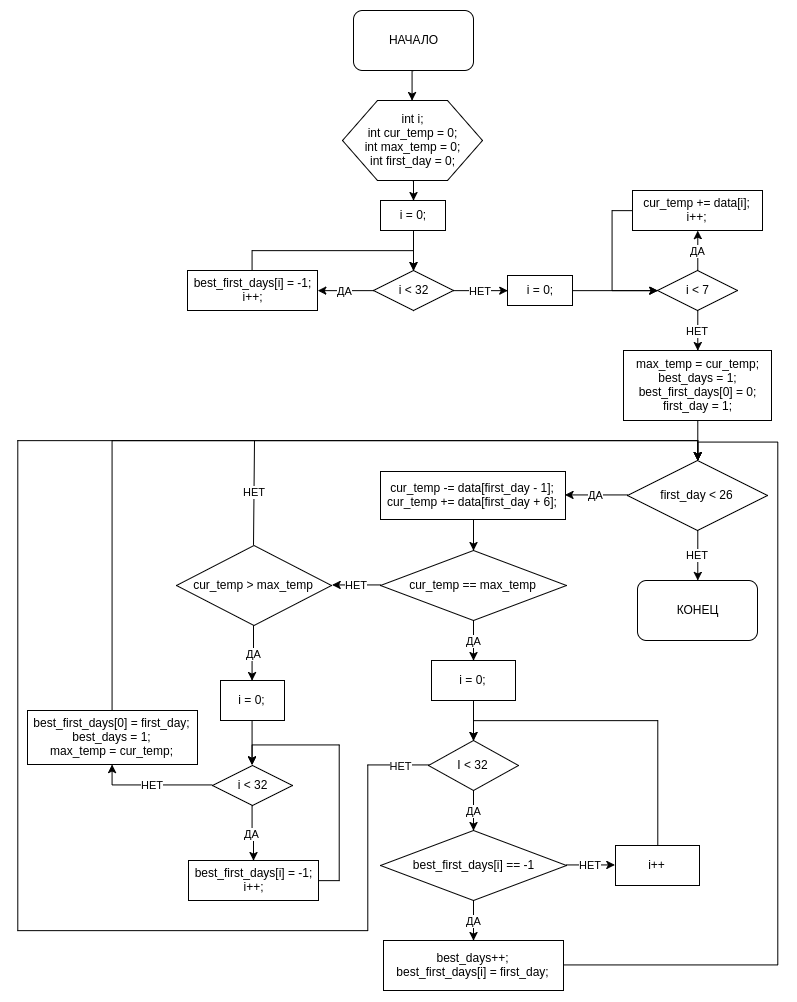 НАЧАЛО
int i;
int cur_temp = 0;
int max_temp = 0;
int first_day = 0;
i = 0;
cur_temp += data[i];
i++;
ДА
best_first_days[i] = -1;
i++;
ДА
i < 32
НЕТ
i = 0;
i < 7
НЕТ
max_temp = cur_temp;
best_days = 1;
best_first_days[0] = 0;
first_day = 1;
НЕТ
cur_temp -= data[first_day - 1];
cur_temp += data[first_day + 6];
ДА
first_day < 26
НЕТ
cur_temp > max_temp
НЕТ
cur_temp == max_temp
КОНЕЦ
ДА
ДА
i = 0;
i = 0;
best_first_days[0] = first_day;
best_days = 1;
max_temp = cur_temp;
НЕТ
i < 32
НЕТ
I < 32
ДА
ДА
best_first_days[i] = -1;
i++;
best_first_days[i] == -1
НЕТ
i++
ДА
best_days++;
best_first_days[i] = first_day;